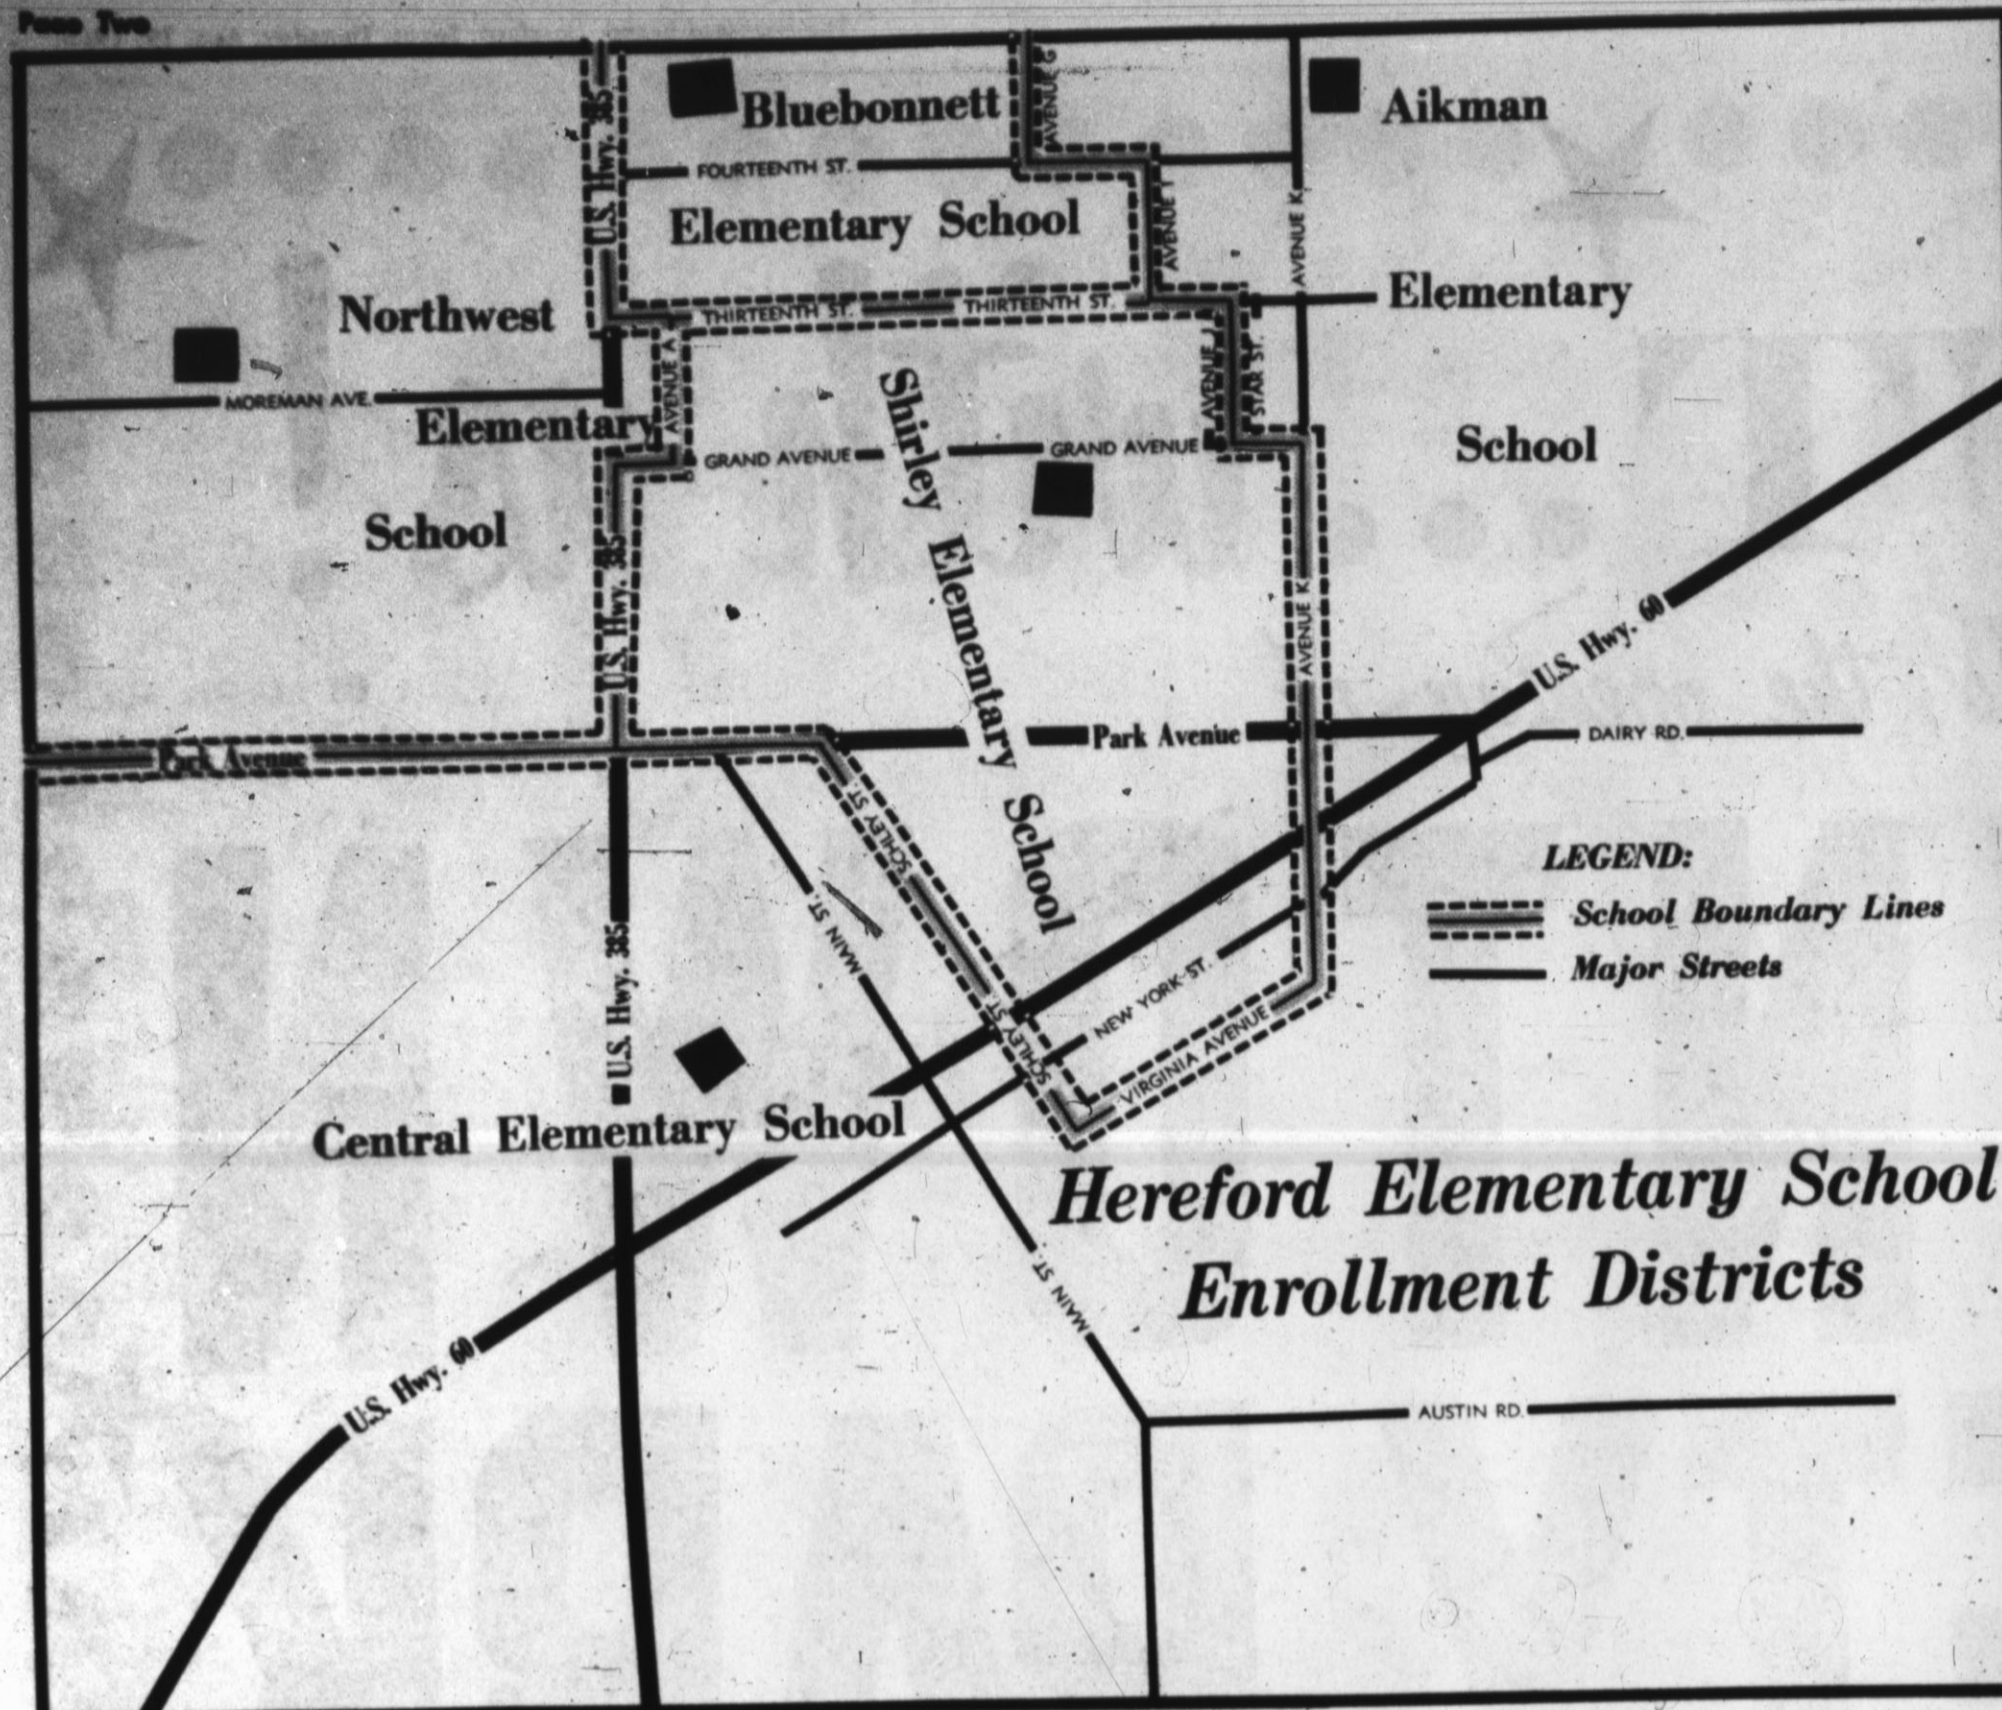 Page Two
Bluebonnett
Elementary School
Aikman
Elementary
School
Northwest
Elementary
School
Shirley Elementary School
Central Elementary School
U.S. Hwy. 385
AVENUE G
FOURTEENTH ST.
AVENUE I
AVENUE K
THIRTEENTH ST.
THIRTEENTH ST.
AVENUE A
AVENUE J
STAR ST.
MOREMAN AVE.
GRAND AVENUE
GRAND AVENUE
U.S. Hwy. 385
AVENUE K
U.S. Hwy. 60
Park Avenue
Park Avenue
DAIRY RD.
SCHLEY ST.
MAIN ST.
U.S. Hwy. 385
SCHLEY ST.
NEW YORK ST.
VIRGINIA AVENUE
LEGEND:
School Boundary Lines
Major Streets
Hereford Elementary School
Enrollment Districts
MAIN ST.
U.S. Hwy. 60
AUSTIN RD.